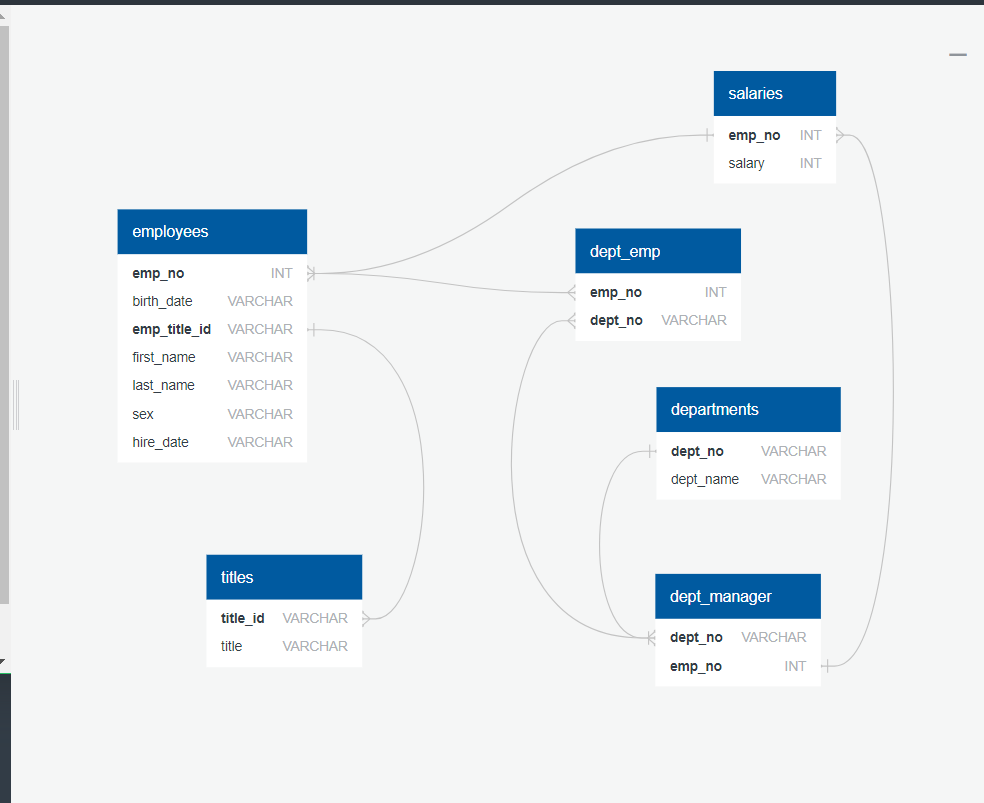 salaries
emp_no INT
salary INT
employees
emp_no INT
birth_date VARCHAR
emp_title_id VARCHAR
first_name VARCHAR
last_name VARCHAR
sex VARCHAR
hire_date VARCHAR
dept_emp
emp_no INT
dept_no VARCHAR
departments
dept_no VARCHAR
dept_name VARCHAR
titles
title_id VARCHAR
title VARCHAR
dept_manager
dept_no VARCHAR
emp_no INT